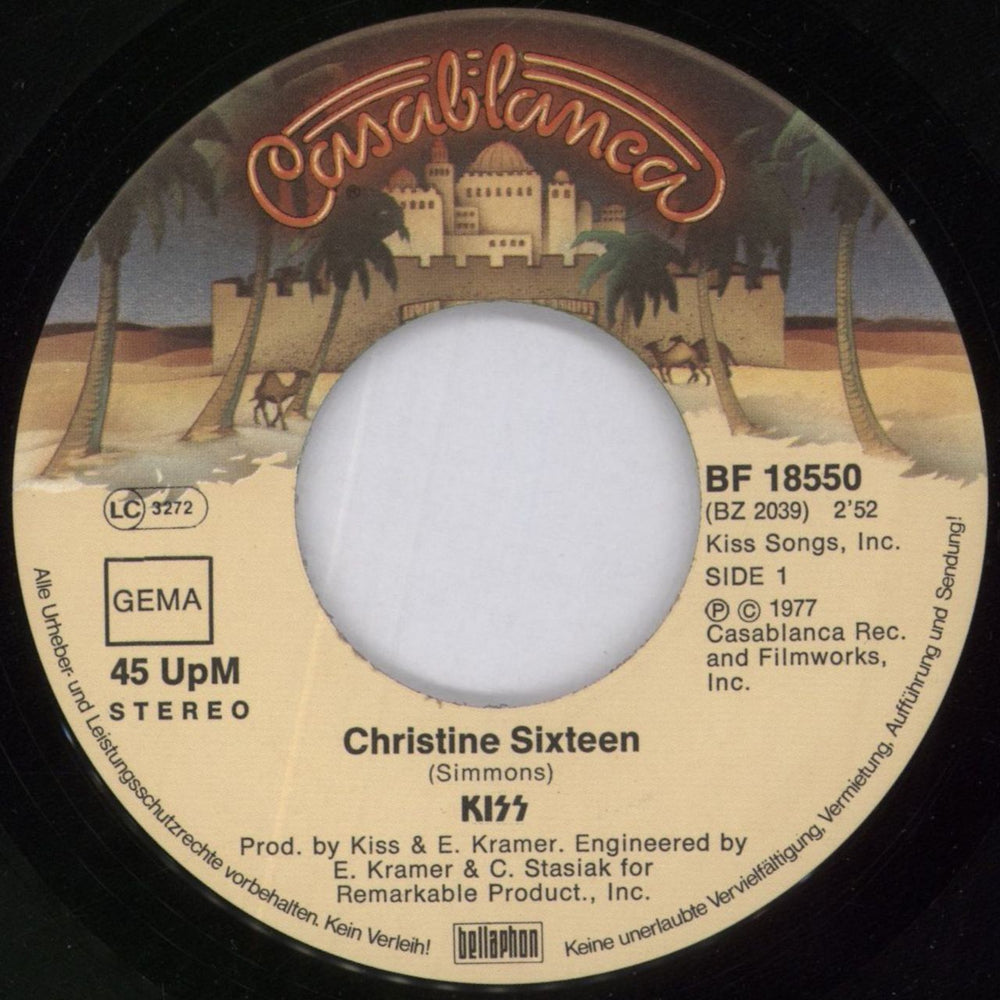 Casablanca
®
LC 3272
GEMA
45 UpM
STEREO
BF 18550
(BZ 2039) 2'52
Kiss Songs, Inc.
SIDE 1
℗ © 1977
Casablanca Rec.
and Filmworks,
Inc.
Christine Sixteen
(Simmons)
KISS
Prod. by Kiss & E. Kramer. Engineered by
E. Kramer & C. Stasiak for
Remarkable Product., Inc.
Alle Urheber- und Leistungsschutzrechte vorbehalten. Kein Verleih!
bellaphon
Keine unerlaubte Vervielfältigung, Vermietung, Aufführung und Sendung!